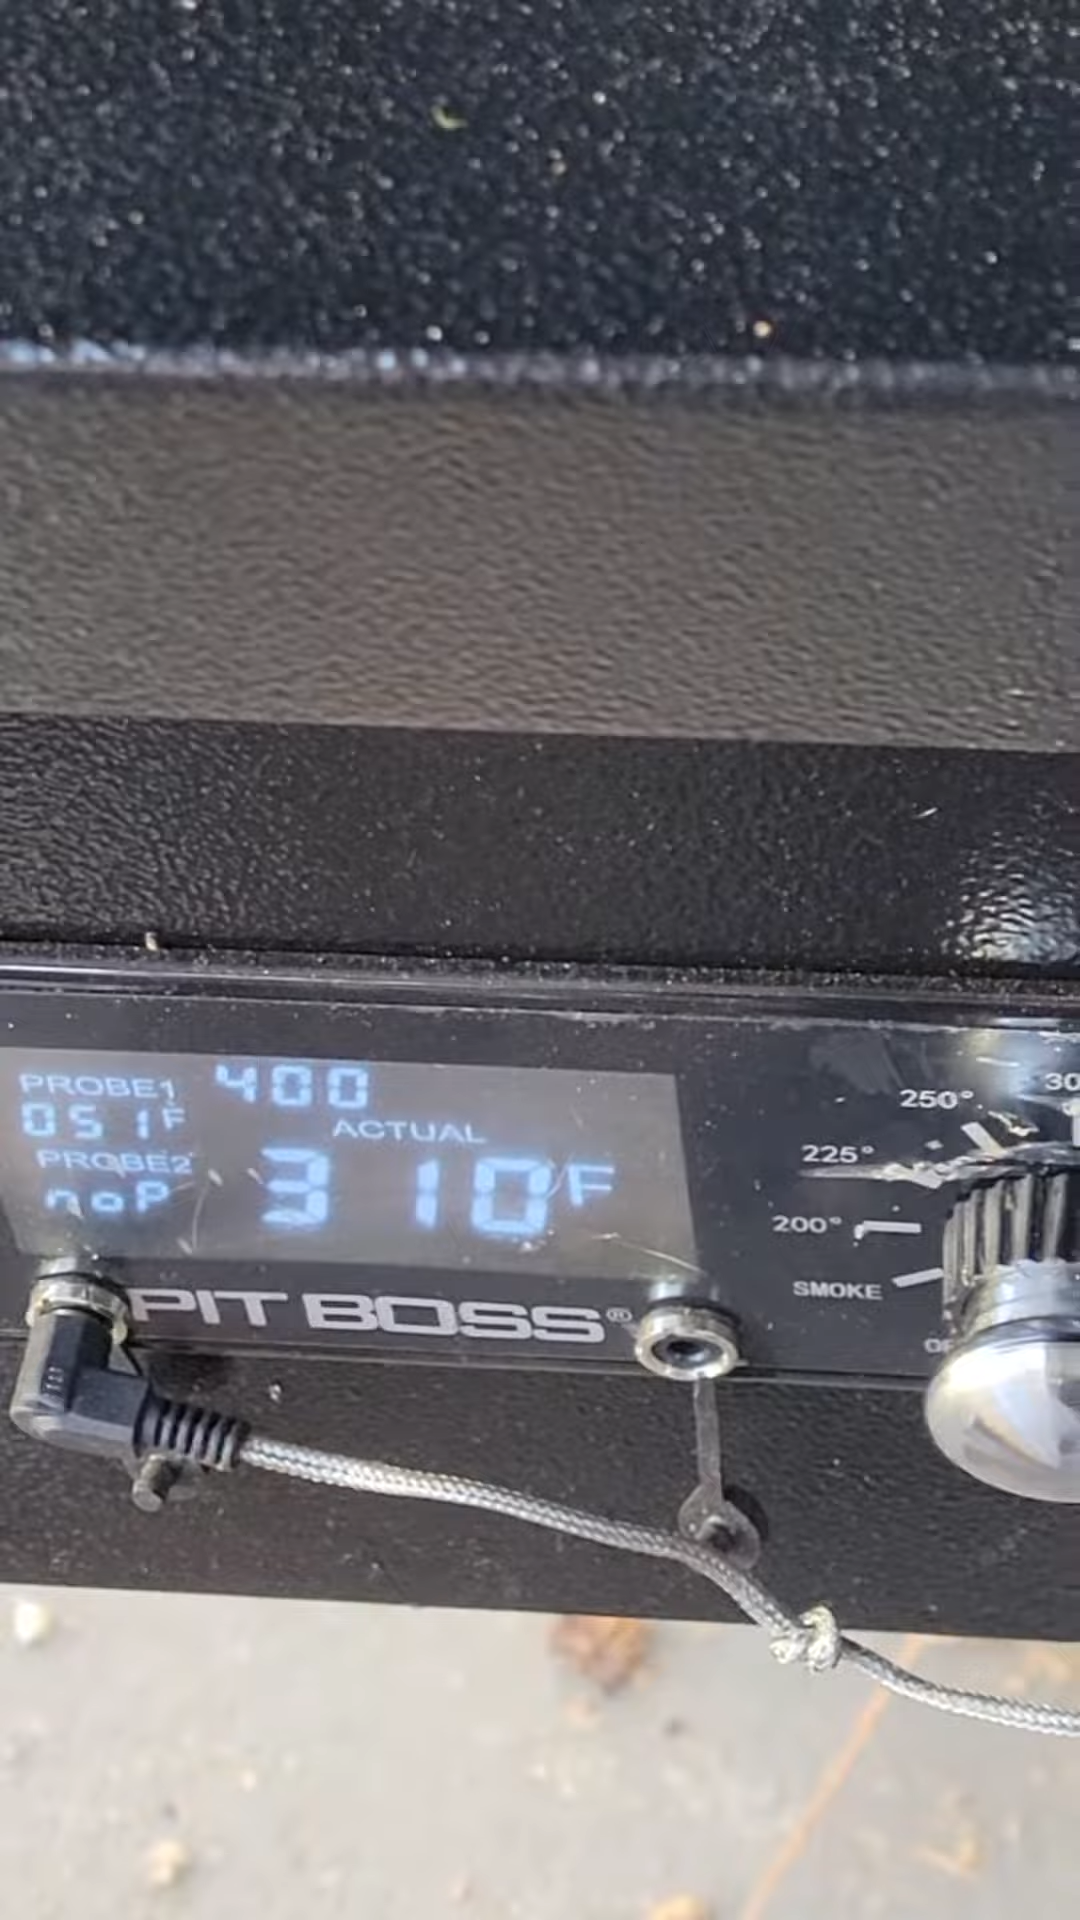 PROBE1 400
051F
ACTUAL
PROBE2
noP 310F
PIT BOSS®
250°
225°
200°
SMOKE